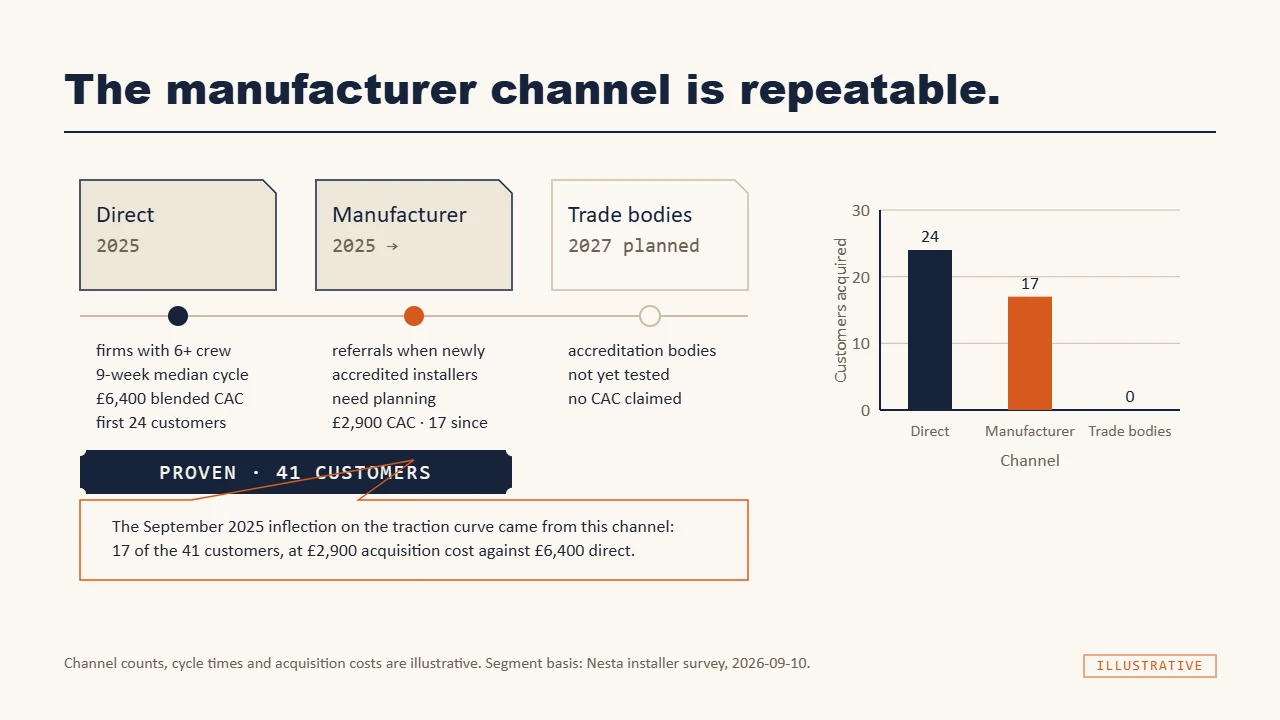 The manufacturer channel is repeatable.
Direct
2025
Manufacturer
2025 →
Trade bodies
2027 planned
firms with 6+ crew
9-week median cycle
£6,400 blended CAC
first 24 customers
referrals when newly
accredited installers
need planning
£2,900 CAC · 17 since
accreditation bodies
not yet tested
no CAC claimed
PROVEN · 41 CUSTOMERS
The September 2025 inflection on the traction curve came from this channel:
17 of the 41 customers, at £2,900 acquisition cost against £6,400 direct.
Customers acquired
30
20
10
0
24
17
0
Direct
Manufacturer
Trade bodies
Channel
Channel counts, cycle times and acquisition costs are illustrative. Segment basis: Nesta installer survey, 2026-09-10.
ILLUSTRATIVE